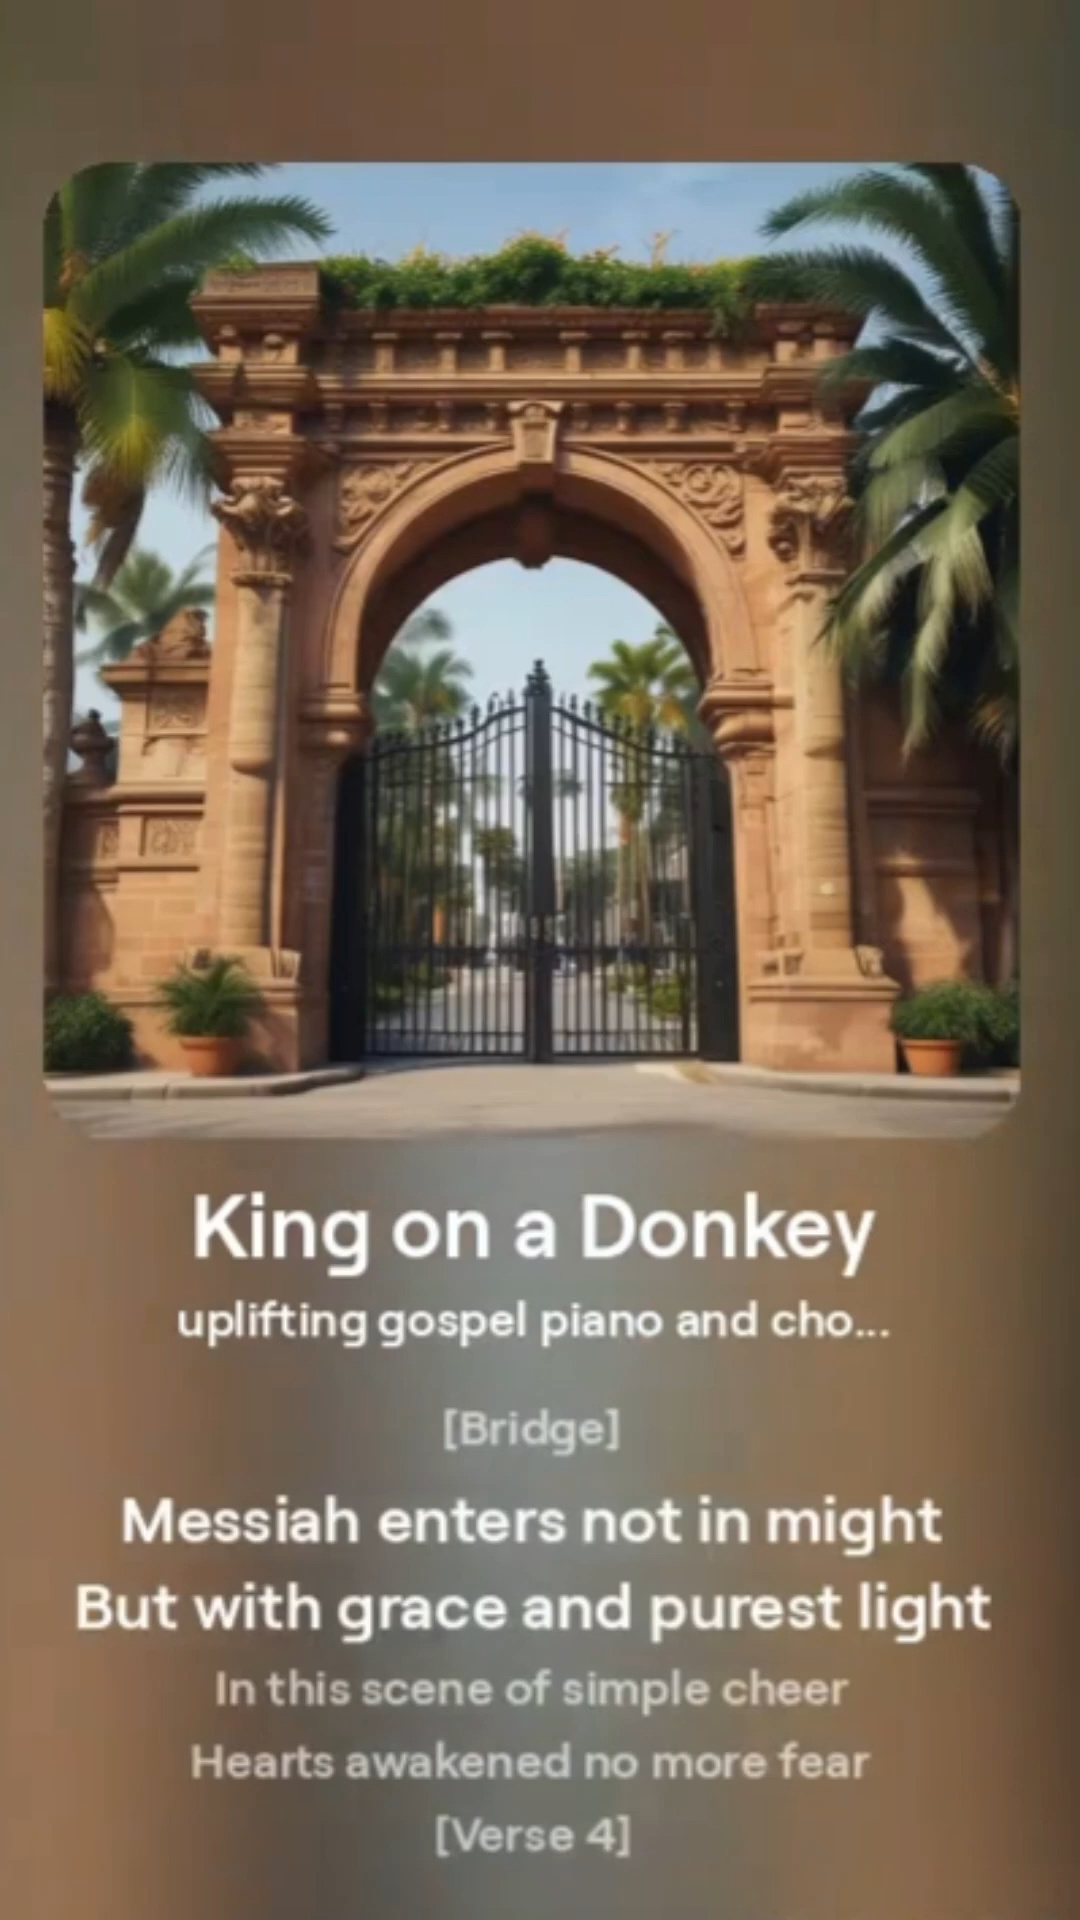 King on a Donkey
uplifting gospel piano and cho...
[Bridge]
Messiah enters not in might
But with grace and purest light
In this scene of simple cheer
Hearts awakened no more fear
[Verse 4]